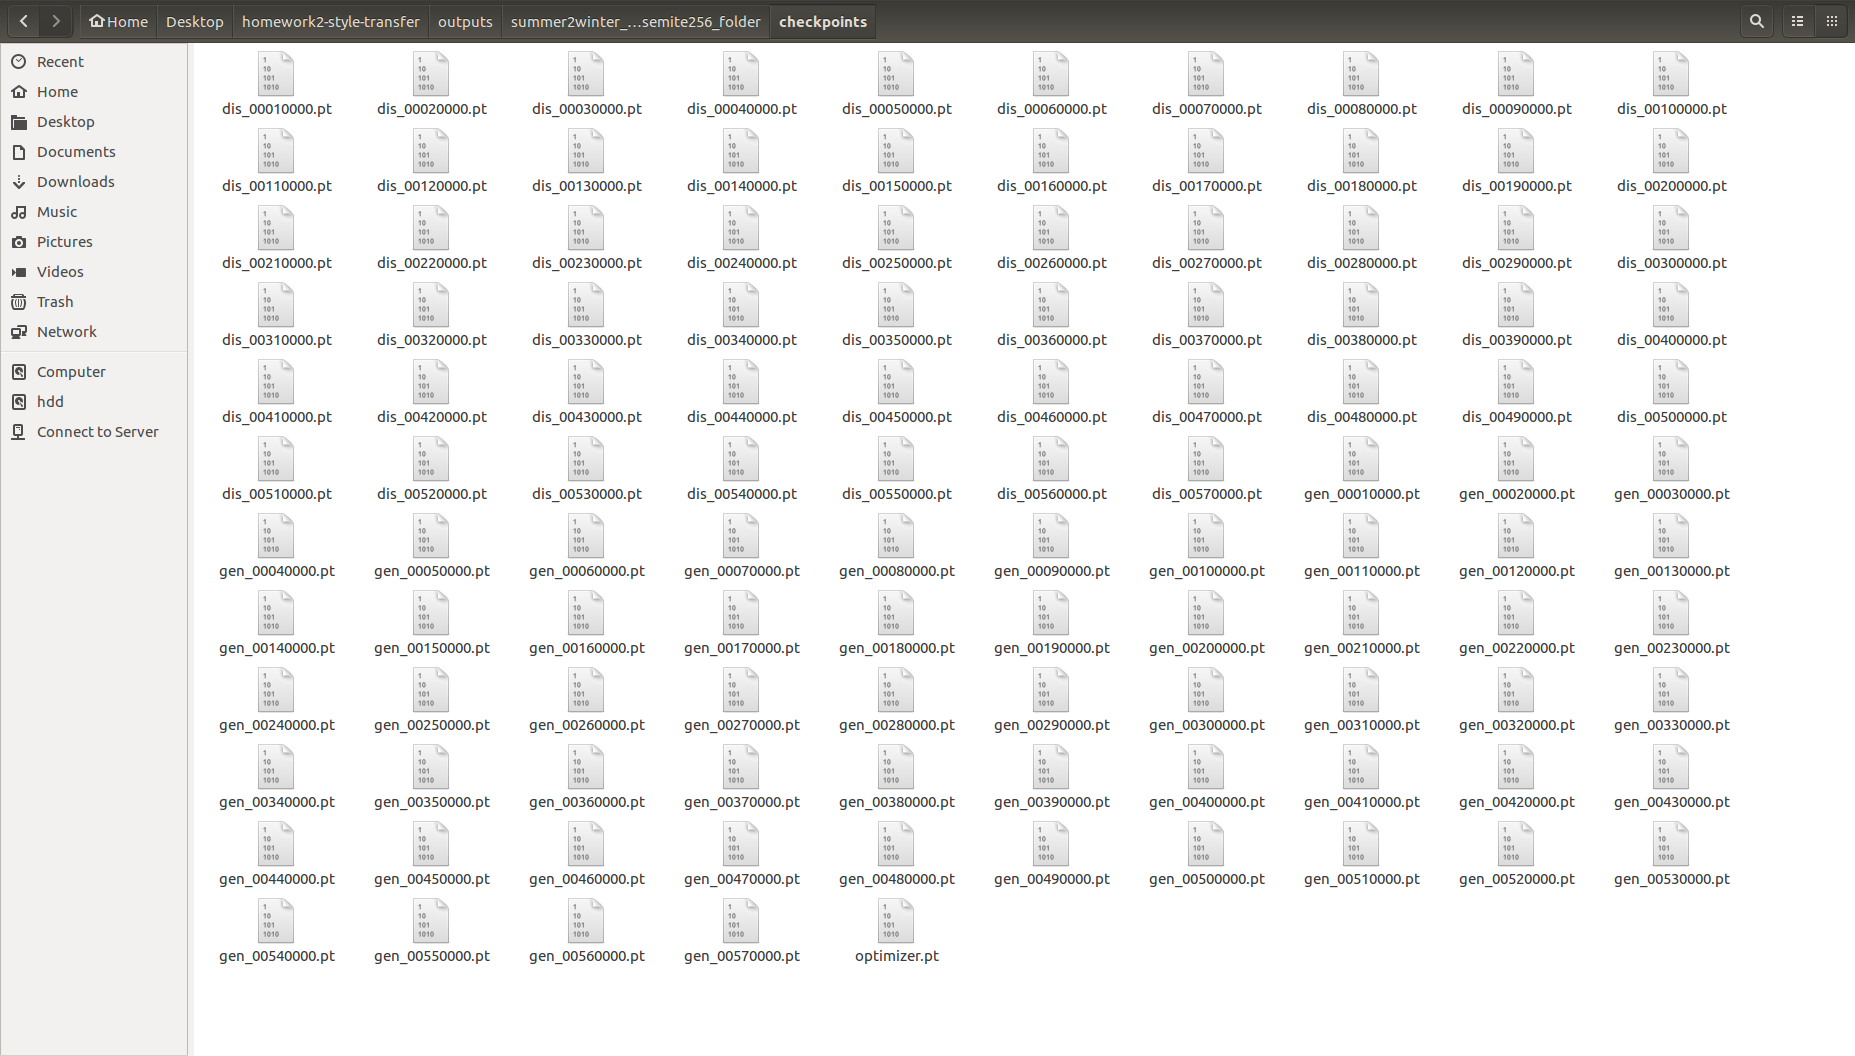 Home Desktop homework2-style-transfer outputs summer2winter_...semite256_folder checkpoints
Recent
Home
Desktop
Documents
Downloads
Music
Pictures
Videos
Trash
Network
Computer
hdd
Connect to Server
dis_00010000.pt dis_00020000.pt dis_00030000.pt dis_00040000.pt dis_00050000.pt dis_00060000.pt dis_00070000.pt dis_00080000.pt dis_00090000.pt dis_00100000.pt
dis_00110000.pt dis_00120000.pt dis_00130000.pt dis_00140000.pt dis_00150000.pt dis_00160000.pt dis_00170000.pt dis_00180000.pt dis_00190000.pt dis_00200000.pt
dis_00210000.pt dis_00220000.pt dis_00230000.pt dis_00240000.pt dis_00250000.pt dis_00260000.pt dis_00270000.pt dis_00280000.pt dis_00290000.pt dis_00300000.pt
dis_00310000.pt dis_00320000.pt dis_00330000.pt dis_00340000.pt dis_00350000.pt dis_00360000.pt dis_00370000.pt dis_00380000.pt dis_00390000.pt dis_00400000.pt
dis_00410000.pt dis_00420000.pt dis_00430000.pt dis_00440000.pt dis_00450000.pt dis_00460000.pt dis_00470000.pt dis_00480000.pt dis_00490000.pt dis_00500000.pt
dis_00510000.pt dis_00520000.pt dis_00530000.pt dis_00540000.pt dis_00550000.pt dis_00560000.pt dis_00570000.pt gen_00010000.pt gen_00020000.pt gen_00030000.pt
gen_00040000.pt gen_00050000.pt gen_00060000.pt gen_00070000.pt gen_00080000.pt gen_00090000.pt gen_00100000.pt gen_00110000.pt gen_00120000.pt gen_00130000.pt
gen_00140000.pt gen_00150000.pt gen_00160000.pt gen_00170000.pt gen_00180000.pt gen_00190000.pt gen_00200000.pt gen_00210000.pt gen_00220000.pt gen_00230000.pt
gen_00240000.pt gen_00250000.pt gen_00260000.pt gen_00270000.pt gen_00280000.pt gen_00290000.pt gen_00300000.pt gen_00310000.pt gen_00320000.pt gen_00330000.pt
gen_00340000.pt gen_00350000.pt gen_00360000.pt gen_00370000.pt gen_00380000.pt gen_00390000.pt gen_00400000.pt gen_00410000.pt gen_00420000.pt gen_00430000.pt
gen_00440000.pt gen_00450000.pt gen_00460000.pt gen_00470000.pt gen_00480000.pt gen_00490000.pt gen_00500000.pt gen_00510000.pt gen_00520000.pt gen_00530000.pt
gen_00540000.pt gen_00550000.pt gen_00560000.pt gen_00570000.pt optimizer.pt